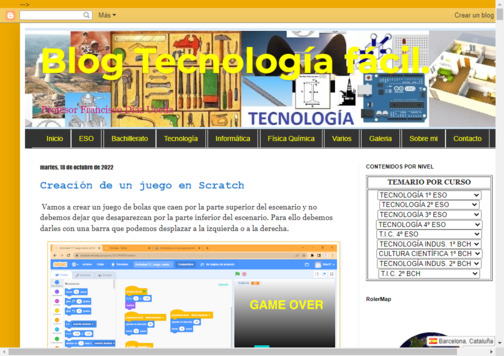 -->
Más
Crear un blog
Blog Tecnología fácil.
TECNOLOGÍA
Inicio
ESO
Bachillerato
Tecnología
Informática
Física Química
Varios
Galeria
Sobre mi
Contacto
martes, 18 de octubre de 2022
Creación de un juego en Scratch
Vamos a crear un juego de bolas que caen por la parte superior del escenario y no
debemos dejar que desaparezcan por la parte inferior del escenario. Para ello debemos
darles con una barra que podemos desplazar a la izquierda o a la derecha.
GAME OVER
CONTENIDOS POR NIVEL
TEMARIO POR CURSO
TECNOLOGÍA 1º ESO
TECNOLOGÍA 2º ESO
TECNOLOGÍA 3º ESO
TECNOLOGÍA 4º ESO
T.I.C. 4º ESO
TECNOLOGÍA INDUS. 1º BCH
CULTURA CIENTÍFICA 1º BCH
TECNOLOGÍA INDUS. 2º BCH
T.I.C. 2º BCH
RolerMap
Barcelona, Cataluña